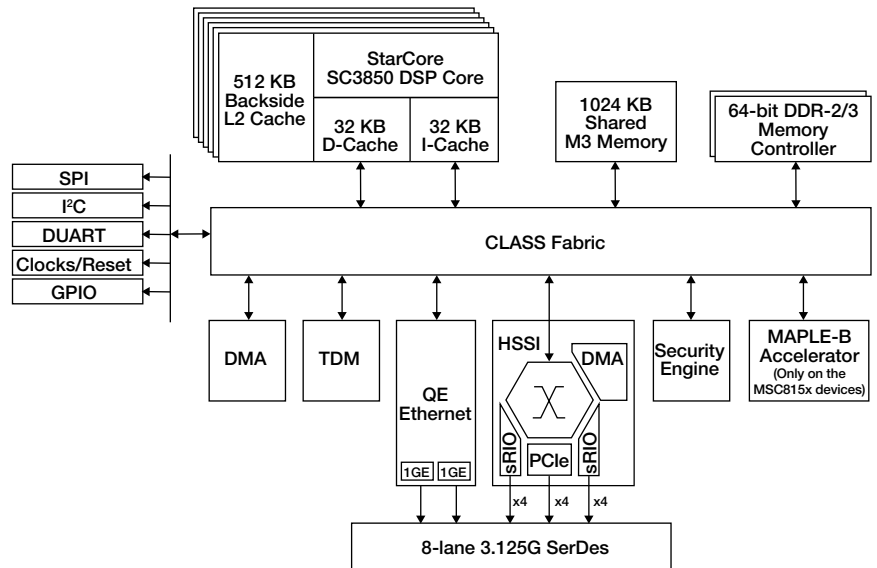 512 KB
Backside
L2 Cache
StarCore
SC3850 DSP Core
32 KB
D-Cache
32 KB
I-Cache
1024 KB
Shared
M3 Memory
64-bit DDR-2/3
Memory
Controller
SPI
I²C
DUART
Clocks/Reset
GPIO
CLASS Fabric
DMA
TDM
QE
Ethernet
1GE
1GE
HSSI
DMA
sRIO
PCIe
sRIO
Security
Engine
MAPLE-B
Accelerator
(Only on the
MSC815x devices)
x4
x4
x4
8-lane 3.125G SerDes